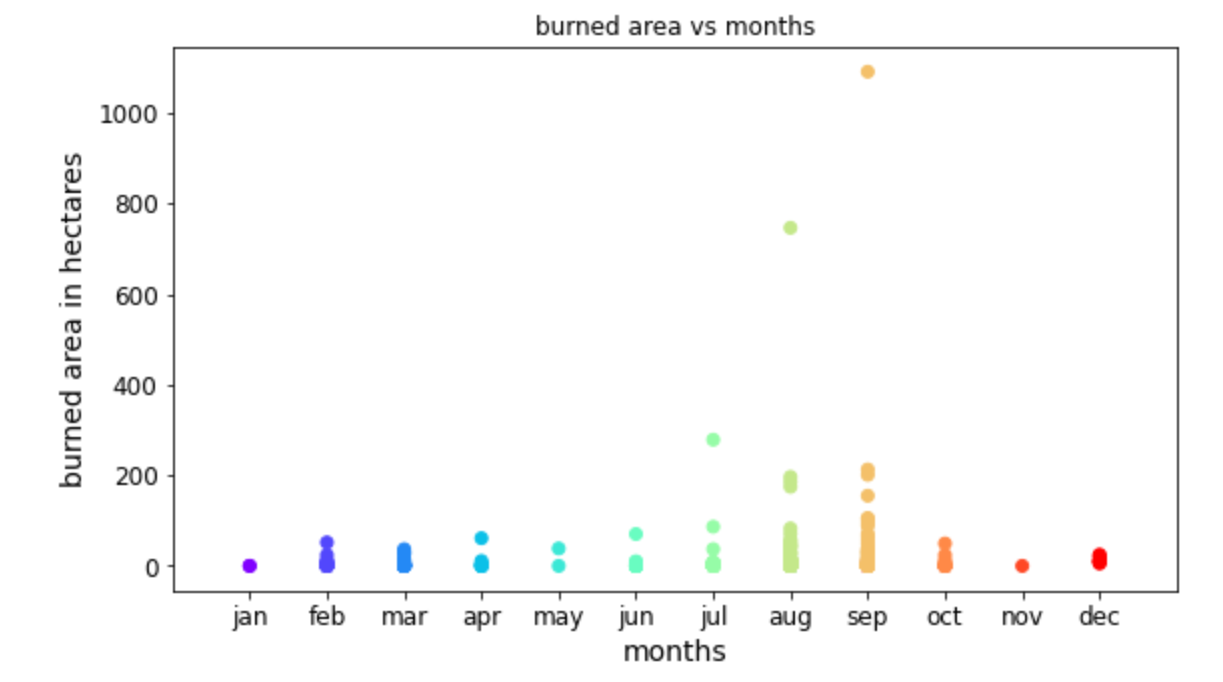 burned area vs months
burned area in hectares
1000
800
600
400
200
0
jan feb mar apr may jun jul aug sep oct nov dec
months